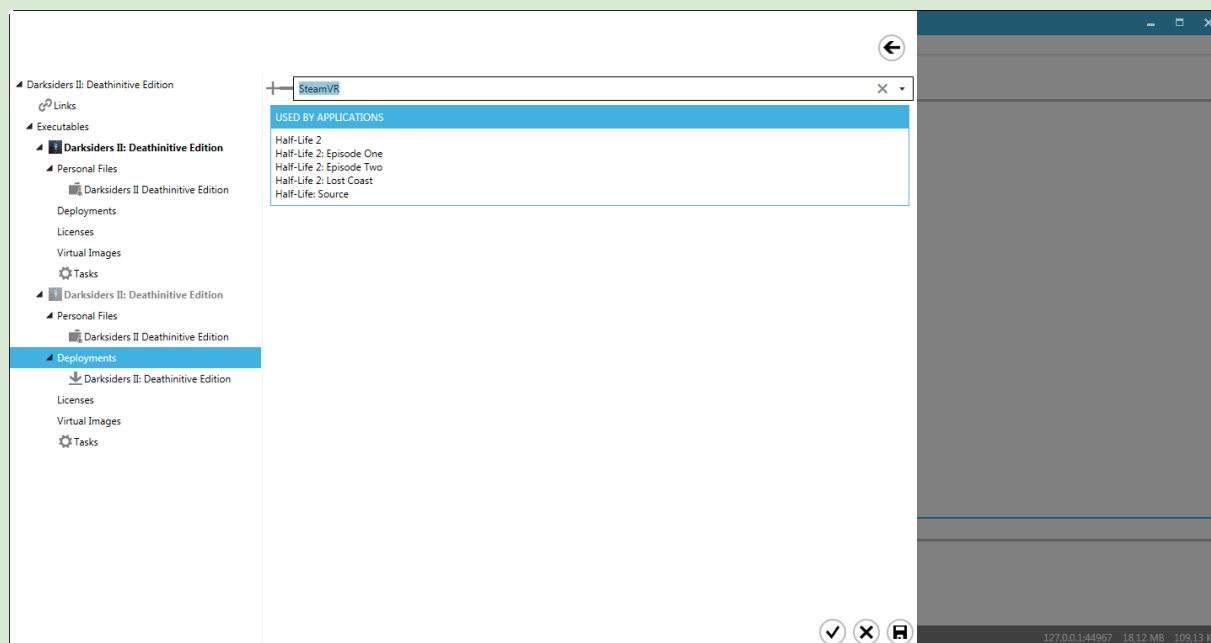 Darksiders II: Deathinitive Edition
Links
Executables
Darksiders II: Deathinitive Edition
Personal Files
Darksiders II Deathinitive Edition
Deployments
Licenses
Virtual Images
Tasks
Darksiders II: Deathinitive Edition
Personal Files
Darksiders II Deathinitive Edition
Deployments
Darksiders II: Deathinitive Edition
Licenses
Virtual Images
Tasks
SteamVR
USED BY APPLICATIONS
Half-Life 2
Half-Life 2: Episode One
Half-Life 2: Episode Two
Half-Life 2: Lost Coast
Half-Life: Source
127.0.0.1:44967 18,12 MB 109,13